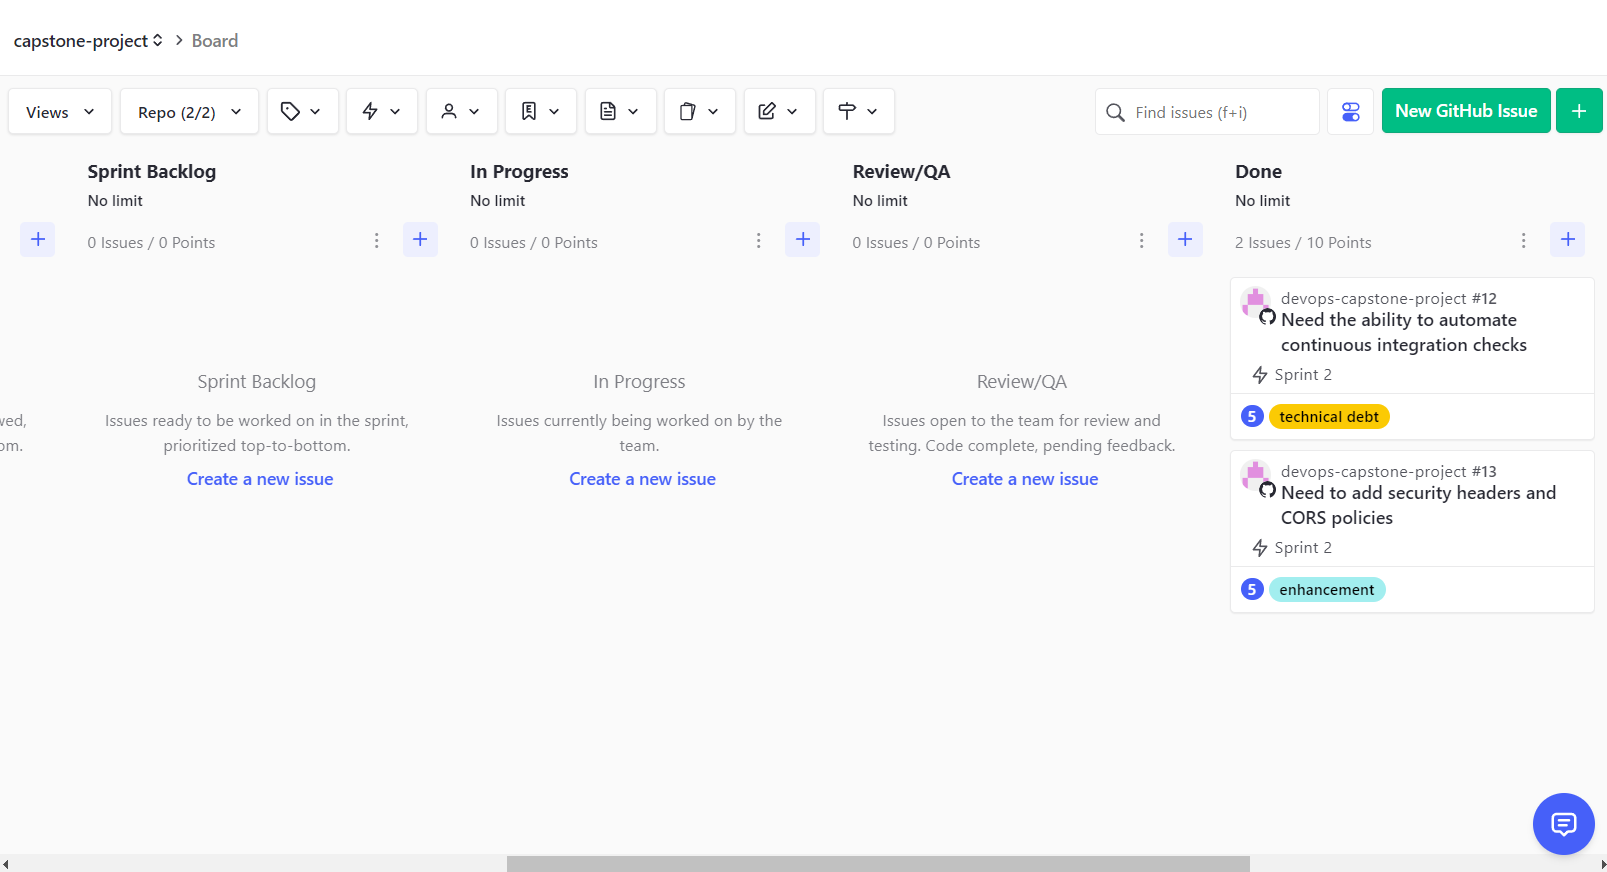 capstone-project > Board
Views
Repo (2/2)
Find issues (f+i)
New GitHub Issue
+
Sprint Backlog
No limit
0 Issues / 0 Points
In Progress
No limit
0 Issues / 0 Points
Review/QA
No limit
0 Issues / 0 Points
Done
No limit
2 Issues / 10 Points
Sprint Backlog
Issues ready to be worked on in the sprint,
prioritized top-to-bottom.
Create a new issue
In Progress
Issues currently being worked on by the
team.
Create a new issue
Review/QA
Issues open to the team for review and
testing. Code complete, pending feedback.
Create a new issue
devops-capstone-project #12
Need the ability to automate
continuous integration checks
Sprint 2
5 technical debt
devops-capstone-project #13
Need to add security headers and
CORS policies
Sprint 2
5 enhancement